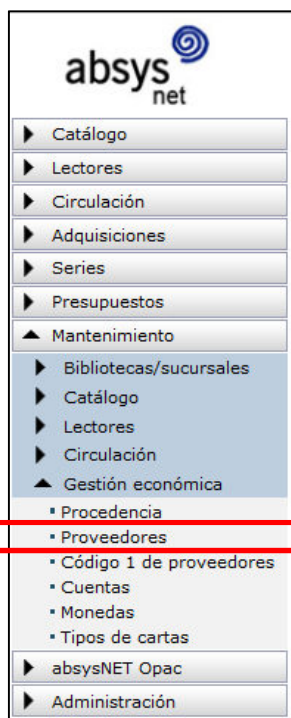 absys
net
Catálogo
Lectores
Circulación
Adquisiciones
Series
Presupuestos
Mantenimiento
Bibliotecas/sucursales
Catálogo
Lectores
Circulación
Gestión económica
Procedencia
Proveedores
Código 1 de proveedores
Cuentas
Monedas
Tipos de cartas
absysNET Opac
Administración